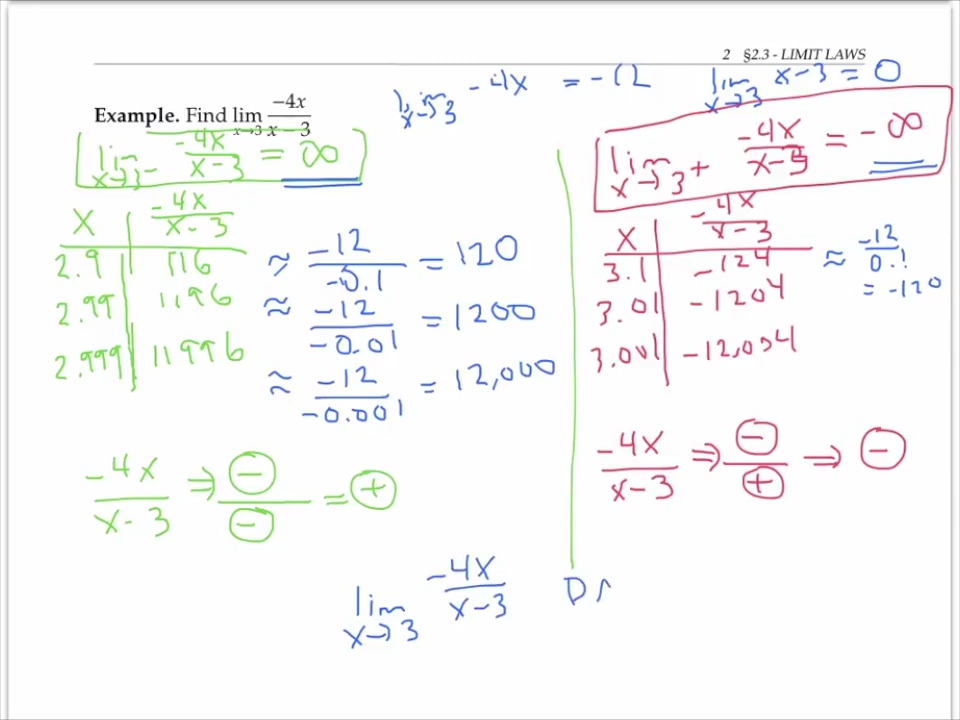 2 §2.3 - LIMIT LAWS
Example. Find lim x→3 −4x/(x − 3)
lim x→3 -4x = -12
lim x→3 x-3 = 0
lim x→3- -4x/(x-3) = ∞
x | -4x/(x-3)
2.9 | 116
2.99 | 1196
2.999 | 11996
≈ -12/-0.1 = 120
≈ -12/-0.01 = 1200
≈ -12/-0.001 = 12,000
-4x/(x-3) ⇒ -/- = +
lim x→3+ -4x/(x-3) = -∞
x | -4x/(x-3)
3.1 | -124
3.01 | -1204
3.001 | -12,004
≈ -12/0.1
= -120
-4x/(x-3) ⇒ -/+ ⇒ -
lim x→3 -4x/(x-3) D